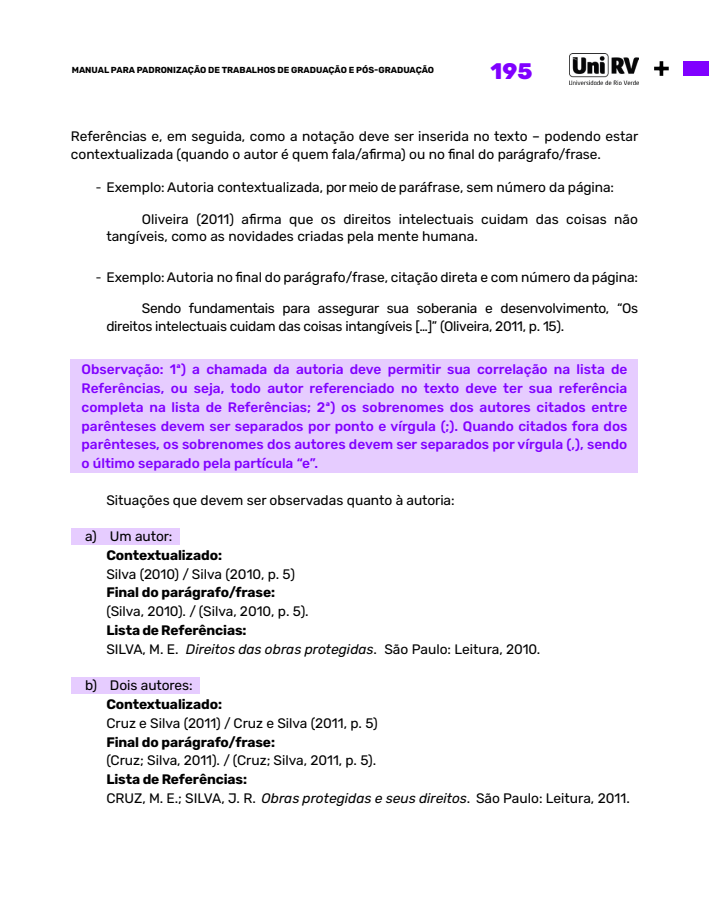 MANUAL PARA PADRONIZAÇÃO DE TRABALHOS DE GRADUAÇÃO E PÓS-GRADUAÇÃO
195
Uni RV
Universidade de Rio Verde
+
Referências e, em seguida, como a notação deve ser inserida no texto – podendo estar
contextualizada (quando o autor é quem fala/afirma) ou no final do parágrafo/frase.
- Exemplo: Autoria contextualizada, por meio de paráfrase, sem número da página:
Oliveira (2011) afirma que os direitos intelectuais cuidam das coisas não
tangíveis, como as novidades criadas pela mente humana.
- Exemplo: Autoria no final do parágrafo/frase, citação direta e com número da página:
Sendo fundamentais para assegurar sua soberania e desenvolvimento, “Os
direitos intelectuais cuidam das coisas intangíveis [...]” (Oliveira, 2011, p. 15).
Observação: 1ª) a chamada da autoria deve permitir sua correlação na lista de
Referências, ou seja, todo autor referenciado no texto deve ter sua referência
completa na lista de Referências; 2ª) os sobrenomes dos autores citados entre
parênteses devem ser separados por ponto e vírgula (;). Quando citados fora dos
parênteses, os sobrenomes dos autores devem ser separados por vírgula (,), sendo
o último separado pela partícula “e”.
Situações que devem ser observadas quanto à autoria:
a) Um autor:
Contextualizado:
Silva (2010) / Silva (2010, p. 5)
Final do parágrafo/frase:
(Silva, 2010). / (Silva, 2010, p. 5).
Lista de Referências:
SILVA, M. E. Direitos das obras protegidas. São Paulo: Leitura, 2010.
b) Dois autores:
Contextualizado:
Cruz e Silva (2011) / Cruz e Silva (2011, p. 5)
Final do parágrafo/frase:
(Cruz; Silva, 2011). / (Cruz; Silva, 2011, p. 5).
Lista de Referências:
CRUZ, M. E.; SILVA, J. R. Obras protegidas e seus direitos. São Paulo: Leitura, 2011.